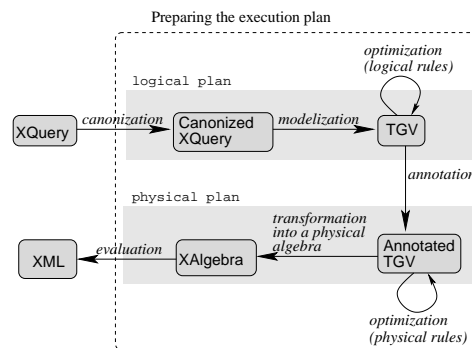 Preparing the execution plan
optimization
(logical rules)
logical plan
XQuery
canonization
Canonized
XQuery
modelization
TGV
annotation
physical plan
transformation
into a physical
algebra
XML
evaluation
XAlgebra
Annotated
TGV
optimization
(physical rules)